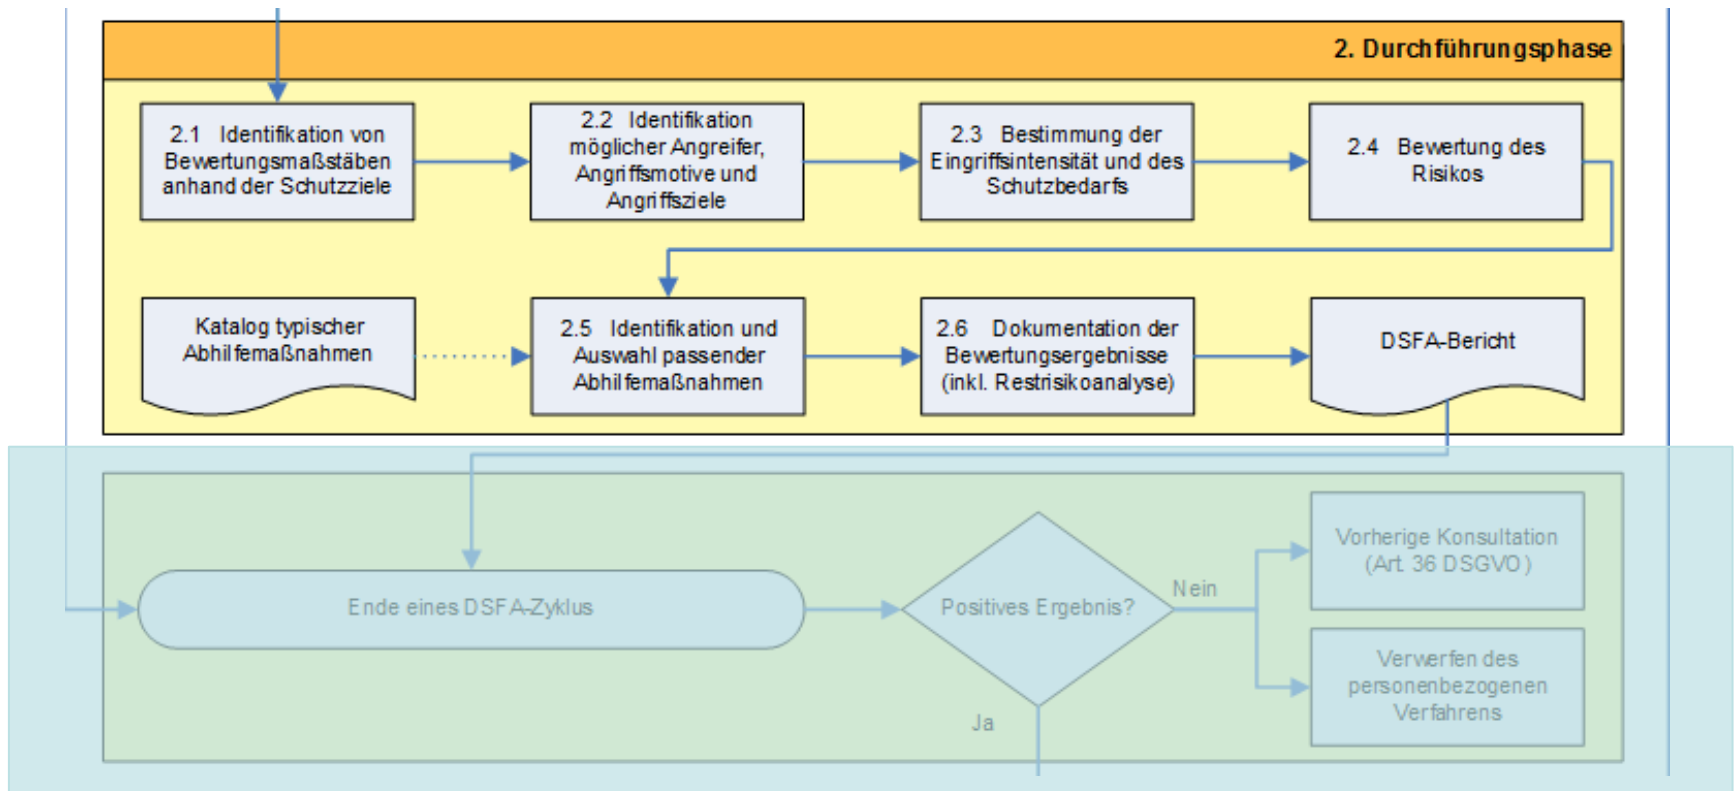 2. Durchführungsphase
2.1 Identifikation von
Bewertungsmaßstäben
anhand der Schutzziele
2.2 Identifikation
möglicher Angreifer,
Angriffsmotive und
Angriffsziele
2.3 Bestimmung der
Eingriffsintensität und des
Schutzbedarfs
2.4 Bewertung des
Risikos
Katalog typischer
Abhilfemaßnahmen
2.5 Identifikation und
Auswahl passender
Abhilfemaßnahmen
2.6 Dokumentation der
Bewertungsergebnisse
(inkl. Restrisikoanalyse)
DSFA-Bericht
Ende eines DSFA-Zyklus
Positives Ergebnis?
Nein
Ja
Vorherige Konsultation
(Art. 36 DSGVO)
Verwerfen des
personenbezogenen
Verfahrens